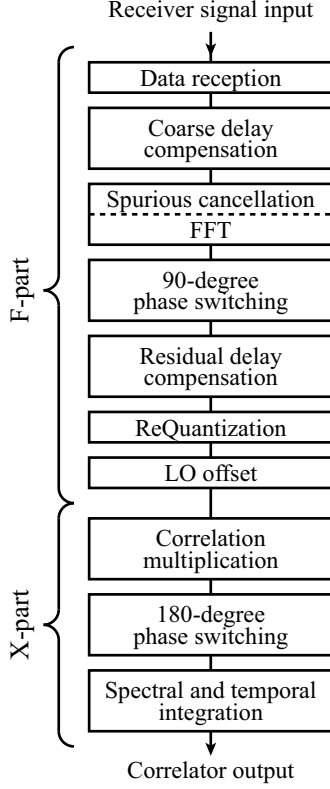 Receiver signal input
Data reception
Coarse delay
compensation
Spurious cancellation
FFT
90-degree
phase switching
Residual delay
compensation
ReQuantization
LO offset
F-part
Correlation
multiplication
180-degree
phase switching
Spectral and temporal
integration
X-part
Correlator output